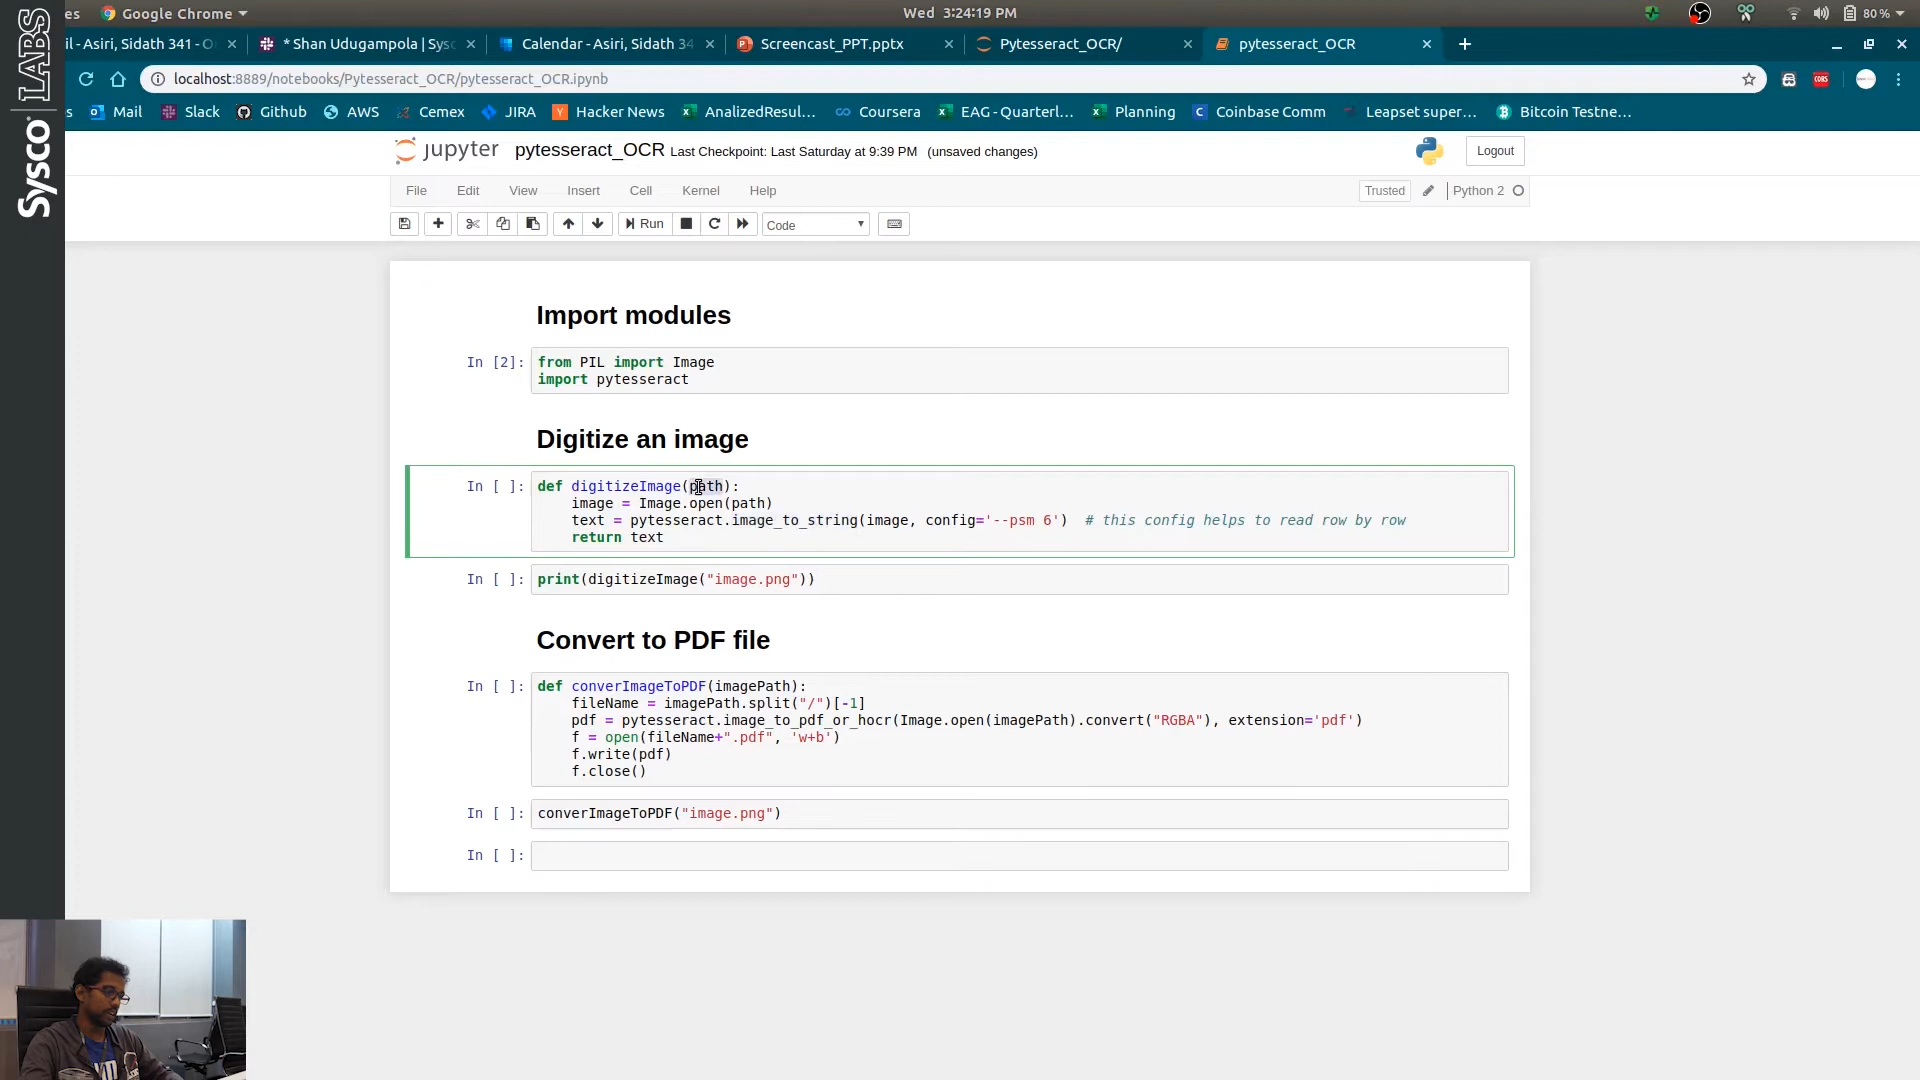 es Google Chrome Wed 3:24:19 PM 80 %
il - Asiri, Sidath 341 - O
* Shan Udugampola | Sysc
Calendar - Asiri, Sidath 34
Screencast_PPT.pptx
Pytesseract_OCR/
pytesseract_OCR
localhost:8889/notebooks/Pytesseract_OCR/pytesseract_OCR.ipynb
CORS
s Mail Slack Github AWS Cemex JIRA Hacker News AnalizedResul... Coursera EAG - Quarterl... Planning Coinbase Comm Leapset super... Bitcoin Testne...
Sysco LABS
jupyter pytesseract_OCR Last Checkpoint: Last Saturday at 9:39 PM (unsaved changes) Logout
File Edit View Insert Cell Kernel Help Trusted Python 2
Run Code
Import modules
In [2]: from PIL import Image
import pytesseract
Digitize an image
In [ ]: def digitizeImage(path):
image = Image.open(path)
text = pytesseract.image_to_string(image, config='--psm 6') # this config helps to read row by row
return text
In [ ]: print(digitizeImage("image.png"))
Convert to PDF file
In [ ]: def converImageToPDF(imagePath):
fileName = imagePath.split("/")[-1]
pdf = pytesseract.image_to_pdf_or_hocr(Image.open(imagePath).convert("RGBA"), extension='pdf')
f = open(fileName+".pdf", 'w+b')
f.write(pdf)
f.close()
In [ ]: converImageToPDF("image.png")
In [ ]: